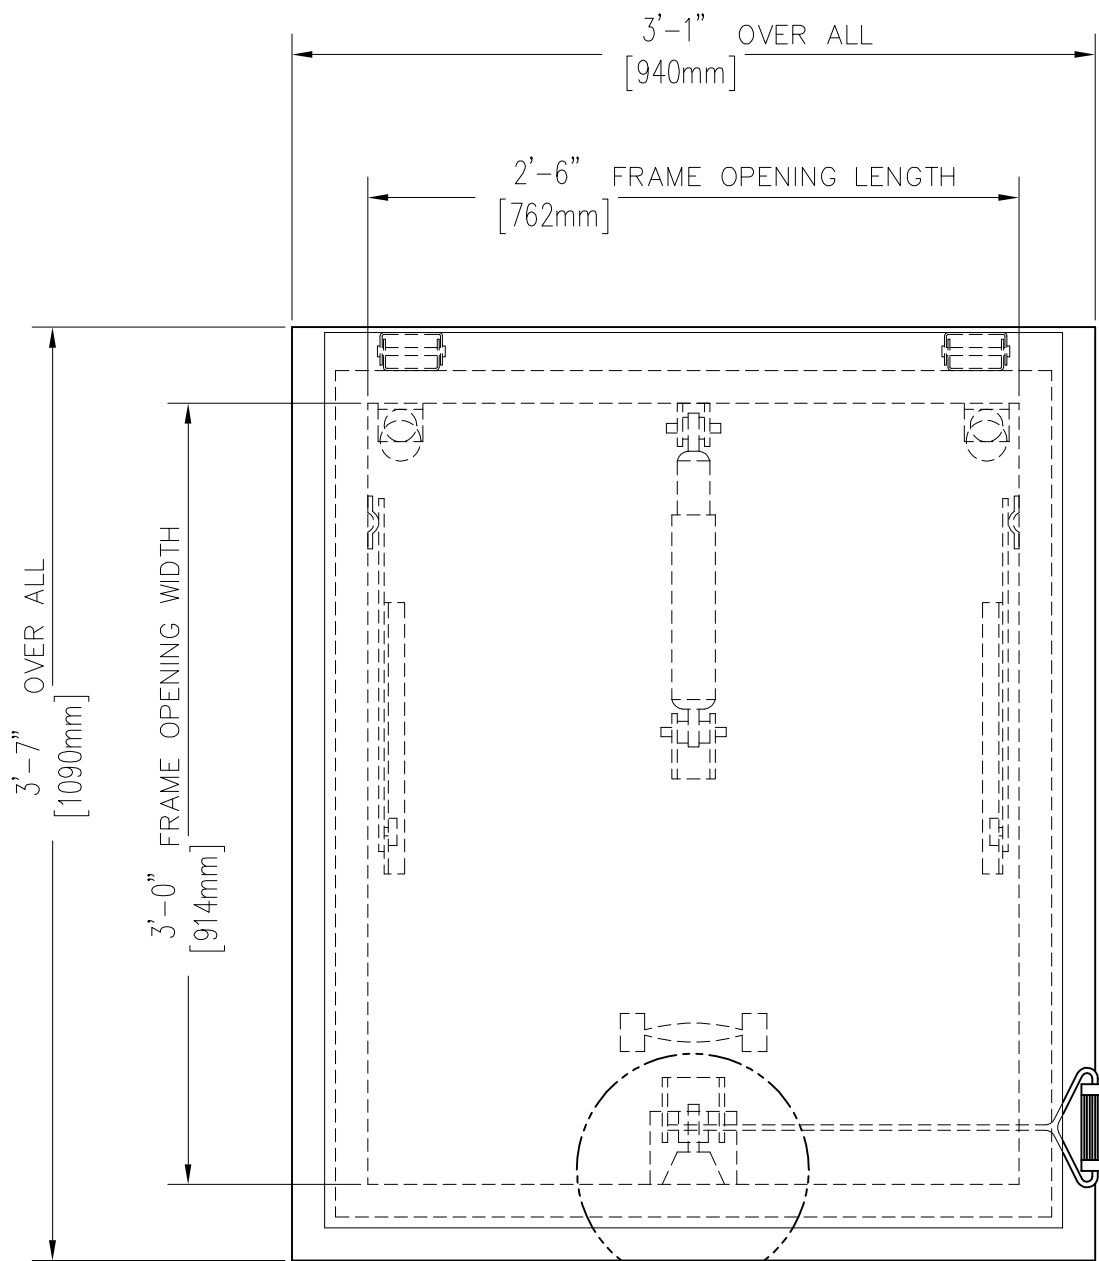 3'-1" OVER ALL
[940mm]
2'-6" FRAME OPENING LENGTH
[762mm]
3'-7" OVER ALL
[1090mm]
3'-0" FRAME OPENING WIDTH
[914mm]